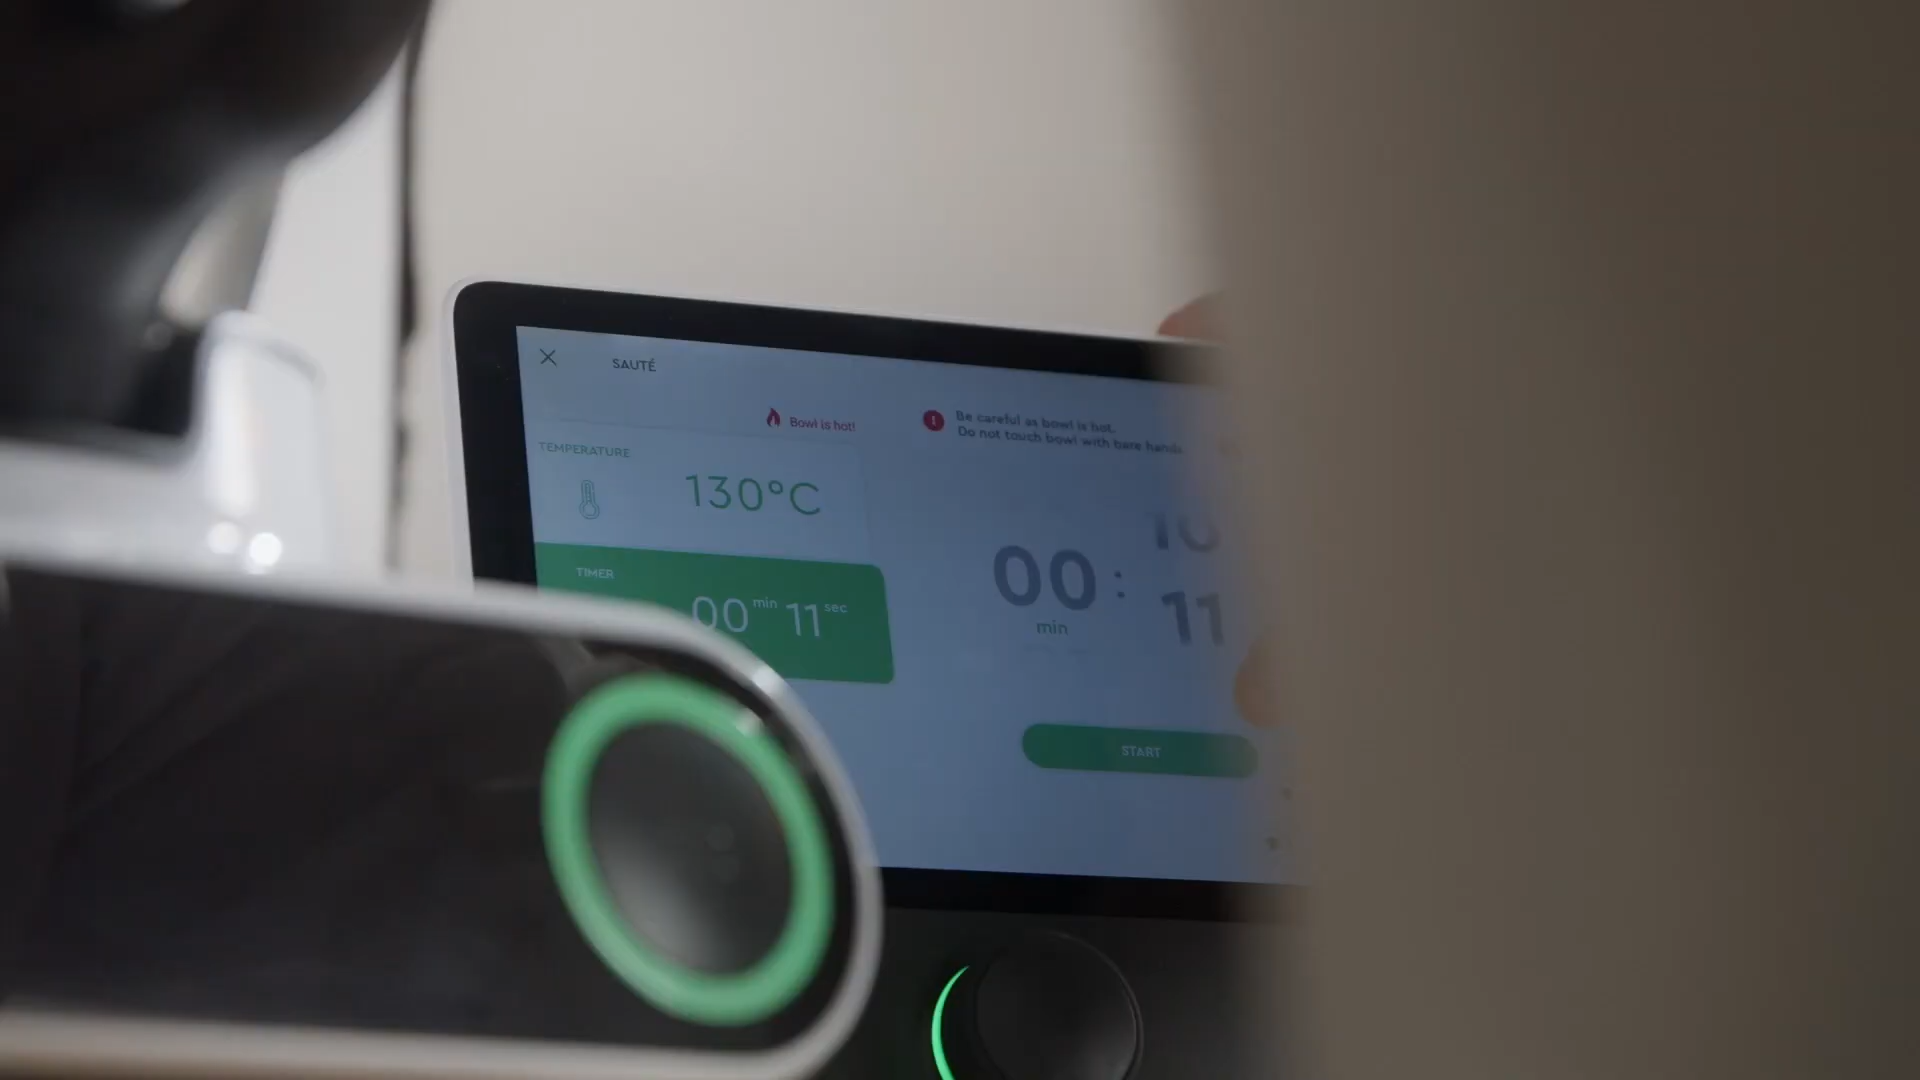 SAUTÉ
Bowl is hot!
Be careful as bowl is hot.
Do not touch bowl with bare hands
TEMPERATURE
130°C
TIMER
00 min 11 sec
10
00 : 11
min
START